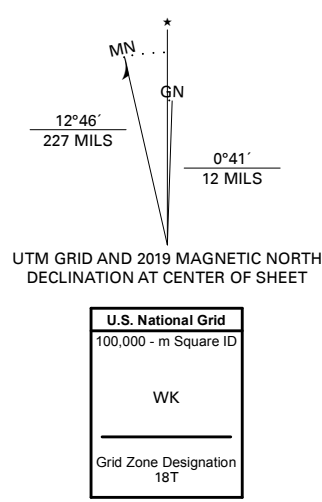 MN
GN
12°46´
227 MILS
0°41´
12 MILS
UTM GRID AND 2019 MAGNETIC NORTH
DECLINATION AT CENTER OF SHEET
U.S. National Grid
100,000 - m Square ID
WK
Grid Zone Designation
18T